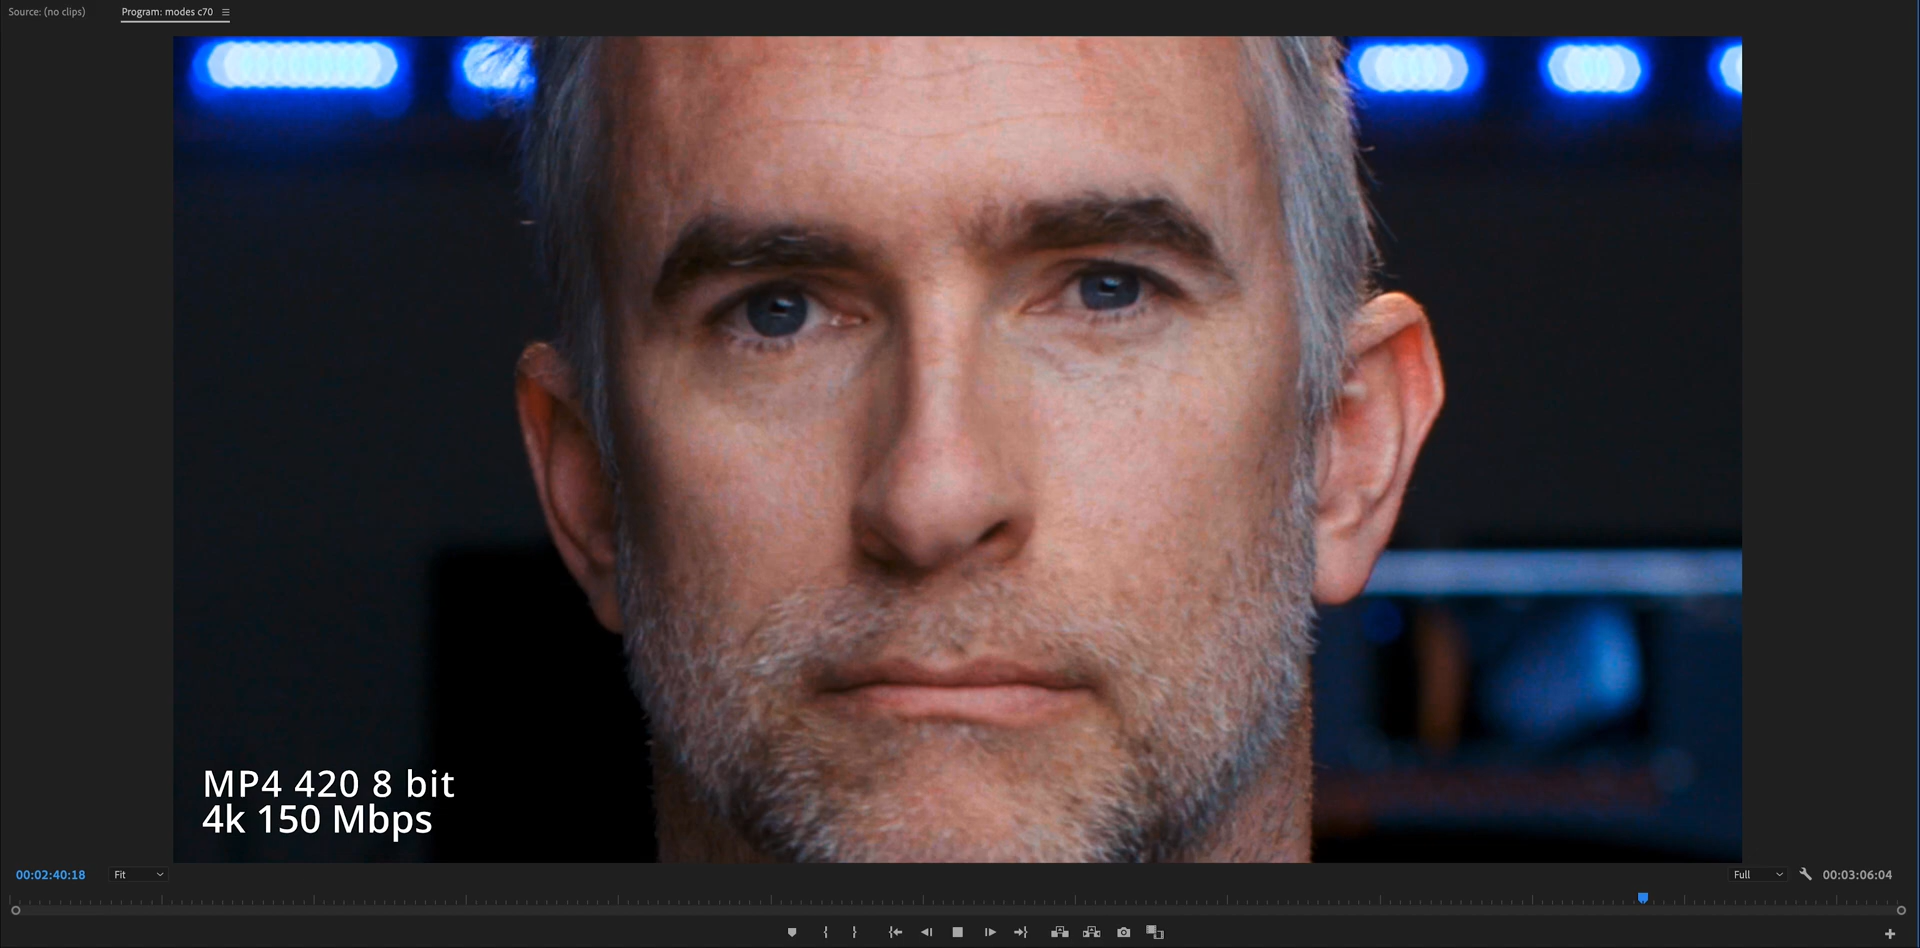 Source: (no clips)
Program: modes c70
MP4 420 8 bit
4k 150 Mbps
00:02:40:18
Fit
Full
00:03:06:04